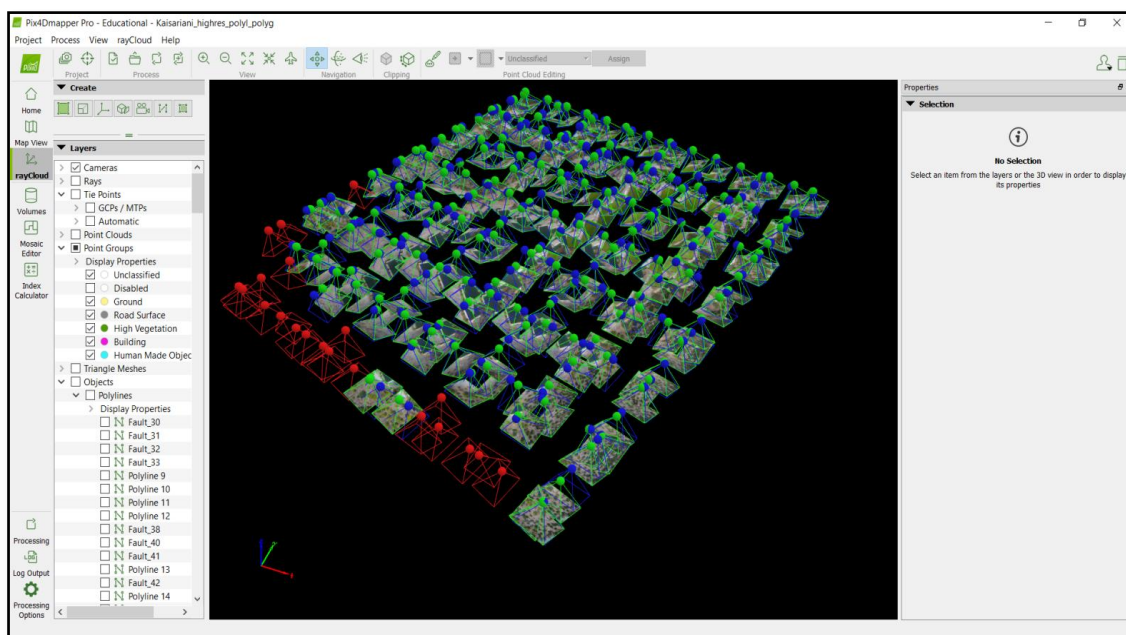 Pix4Dmapper Pro - Educational - Kaisariani_highres_polyl_polyg
Project Process View rayCloud Help
Project
Process
View
Navigation
Clipping
Unclassified
Assign
Point Cloud Editing
Home
Map View
rayCloud
Volumes
Mosaic
Editor
Index
Calculator
Processing
Log Output
Processing
Options
Create
Layers
Cameras
Rays
Tie Points
GCPs / MTPs
Automatic
Point Clouds
Point Groups
Display Properties
Unclassified
Disabled
Ground
Road Surface
High Vegetation
Building
Human Made Objec
Triangle Meshes
Objects
Polylines
Display Properties
Fault_30
Fault_31
Fault_32
Fault_33
Polyline 9
Polyline 10
Polyline 11
Polyline 12
Fault_38
Fault_40
Fault_41
Polyline 13
Fault_42
Polyline 14
Properties
Selection
No Selection
Select an item from the layers or the 3D view in order to display
its properties